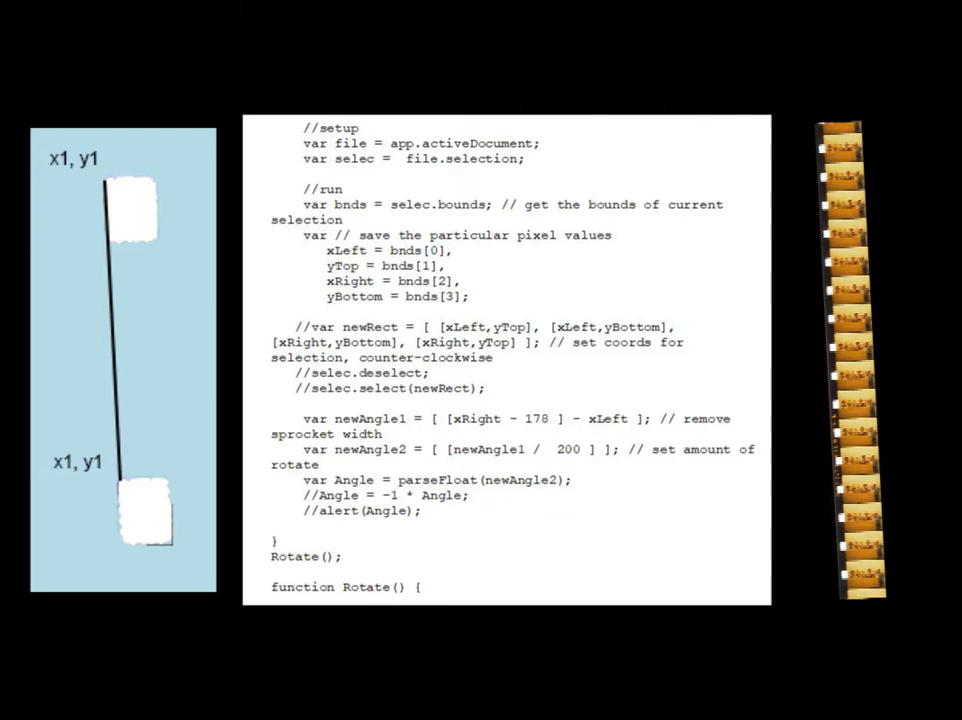 x1, y1
x1, y1
//setup
var file = app.activeDocument;
var selec =  file.selection;
//run
var bnds = selec.bounds; // get the bounds of current
selection
var // save the particular pixel values
xLeft = bnds[0],
yTop = bnds[1],
xRight = bnds[2],
yBottom = bnds[3];
//var newRect = [ [xLeft,yTop], [xLeft,yBottom],
[xRight,yBottom], [xRight,yTop] ]; // set coords for
selection, counter-clockwise
//selec.deselect;
//selec.select(newRect);
var newAngle1 = [ [xRight - 178 ] - xLeft ]; // remove
sprocket width
var newAngle2 = [ [newAngle1 /  200 ] ]; // set amount of
rotate
var Angle = parseFloat(newAngle2);
//Angle = -1 * Angle;
//alert(Angle);
}
Rotate();
function Rotate() {